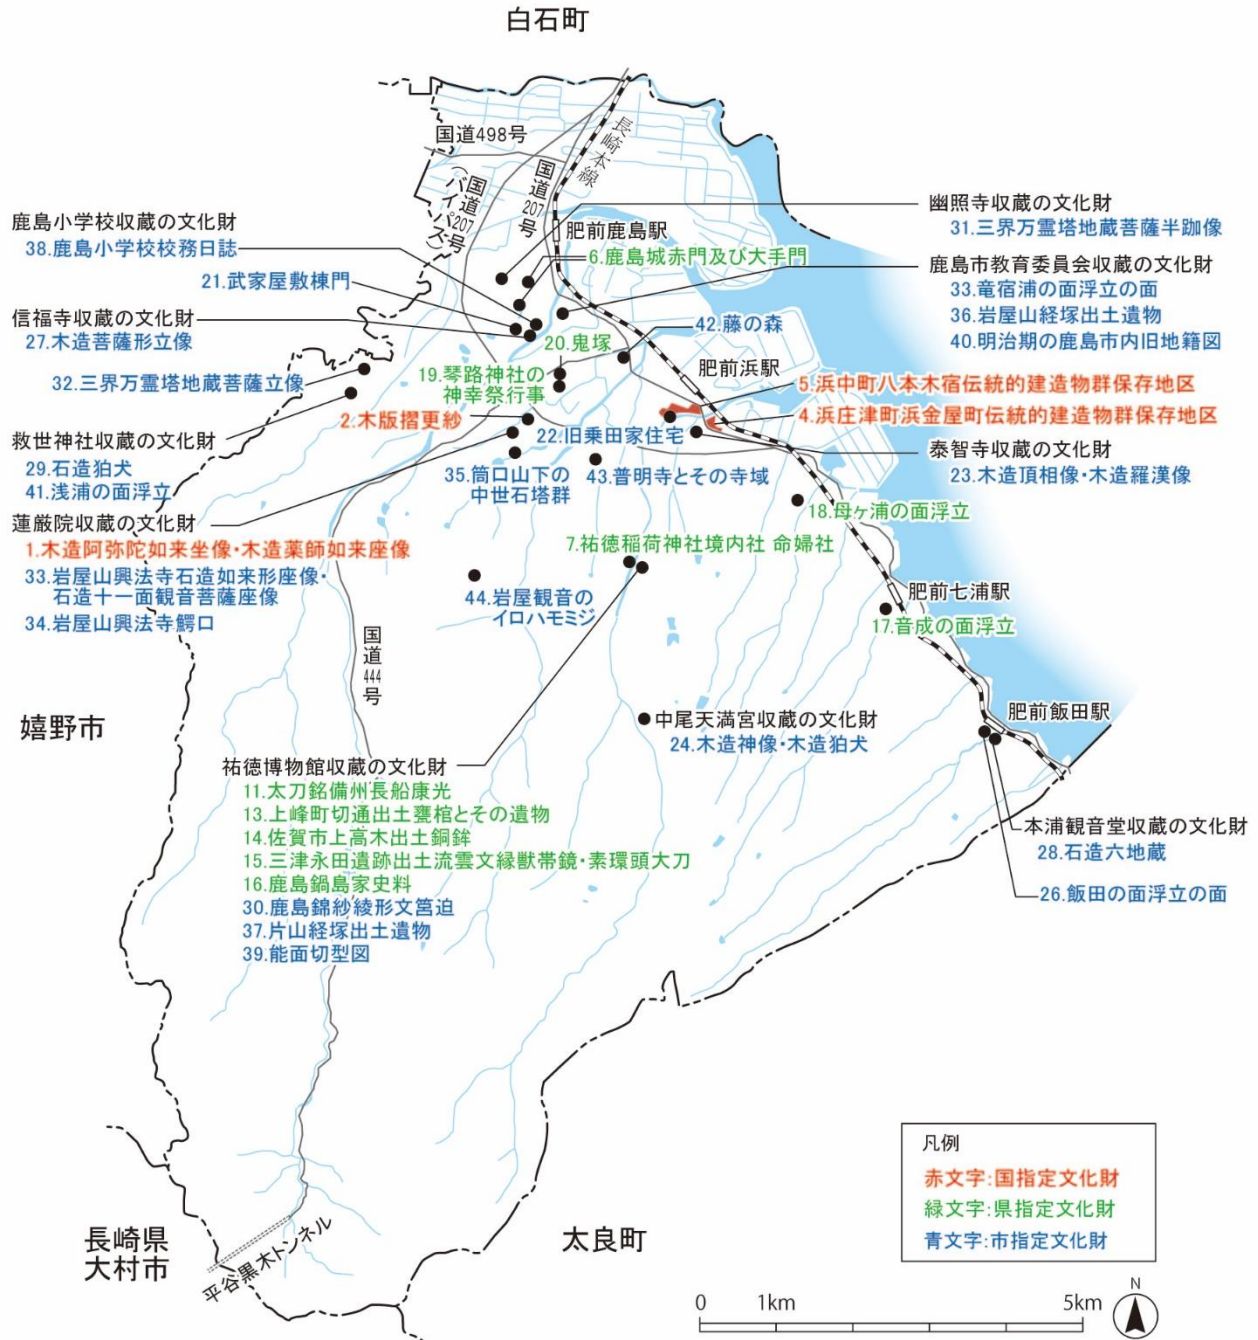 白石町
国道498号
長崎本線
国道207号
国道207号
(バイパス)
鹿島小学校収蔵の文化財
38.鹿島小学校校務日誌
21.武家屋敷棟門
信福寺収蔵の文化財
27.木造菩薩形立像
32.三界万霊塔地蔵菩薩立像
救世神社収蔵の文化財
29.石造狛犬
41.浅浦の面浮立
蓮厳院収蔵の文化財
1.木造阿弥陀如来坐像・木造薬師如来座像
33.岩屋山興法寺石造如来形座像・
石造十一面観音菩薩座像
34.岩屋山興法寺鰐口
肥前鹿島駅
6.鹿島城赤門及び大手門
20.鬼塚
42.藤の森
19.琴路神社の
神幸祭行事
2.木版摺更紗
肥前浜駅
22.旧乗田家住宅
35.筒口山下の
中世石塔群
43.普明寺とその寺域
幽照寺収蔵の文化財
31.三界万霊塔地蔵菩薩半跏像
鹿島市教育委員会収蔵の文化財
33.竜宿浦の面浮立の面
36.岩屋山経塚出土遺物
40.明治期の鹿島市内旧地籍図
5.浜中町八本木宿伝統的建造物群保存地区
4.浜庄津町浜金屋町伝統的建造物群保存地区
泰智寺収蔵の文化財
23.木造頂相像・木造羅漢像
18.母ヶ浦の面浮立
7.祐徳稲荷神社境内社 命婦社
44.岩屋観音の
イロハモミジ
肥前七浦駅
17.音成の面浮立
国道444号
嬉野市
中尾天満宮収蔵の文化財
24.木造神像・木造狛犬
肥前飯田駅
祐徳博物館収蔵の文化財
11.太刀銘備州長船康光
13.上峰町切通出土甕棺とその遺物
14.佐賀市上高木出土銅鉾
15.三津永田遺跡出土流雲文縁獣帯鏡・素環頭大刀
16.鹿島鍋島家史料
30.鹿島錦紗綾形文筥迫
37.片山経塚出土遺物
39.能面切型図
本浦観音堂収蔵の文化財
28.石造六地蔵
26.飯田の面浮立の面
凡例
赤文字:国指定文化財
緑文字:県指定文化財
青文字:市指定文化財
長崎県
大村市
平谷黒木トンネル
太良町
0 1km 5km
N